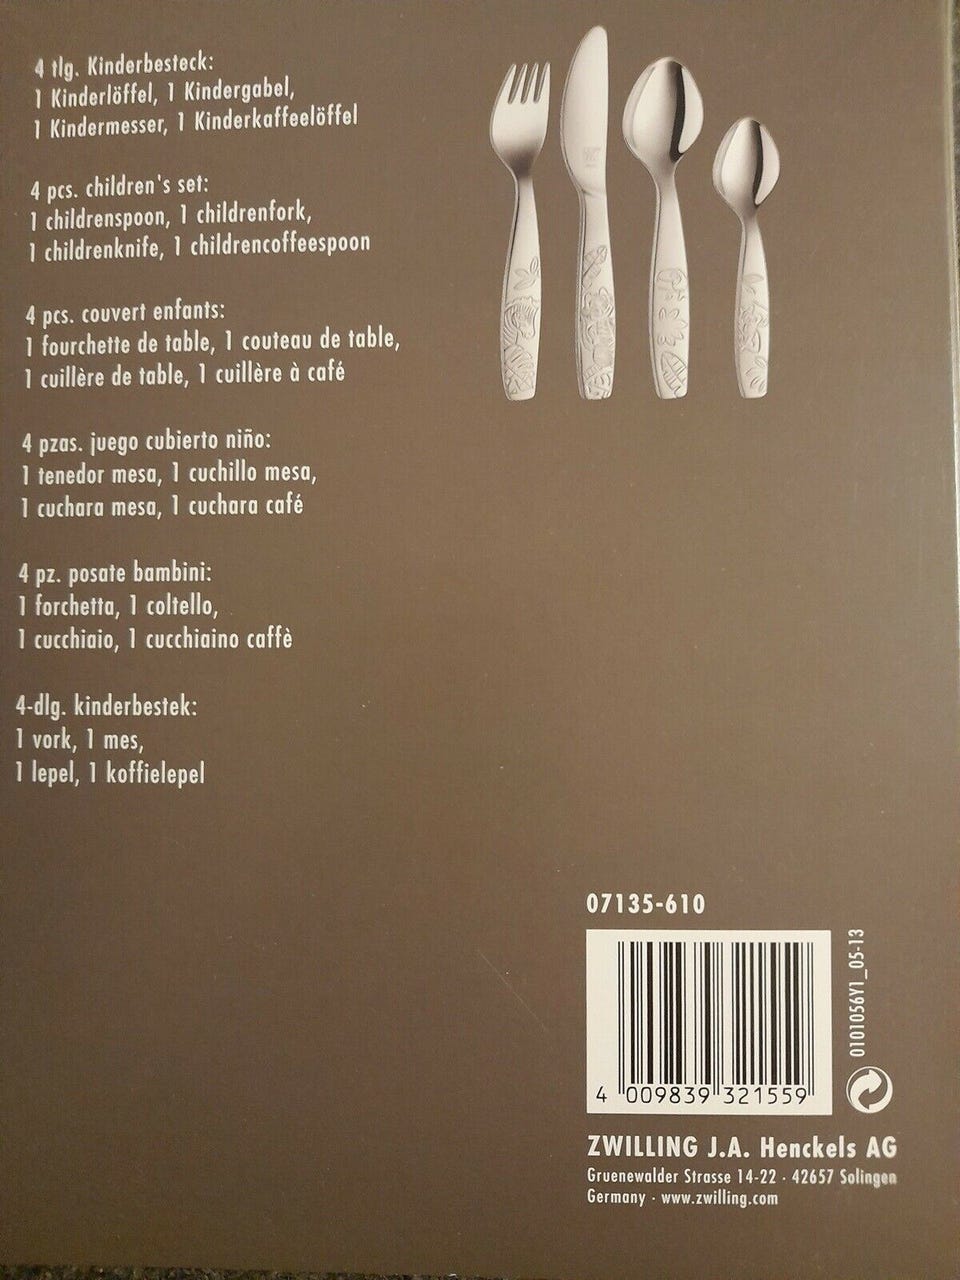 4 tlg. Kinderbesteck:
1 Kinderlöffel, 1 Kindergabel,
1 Kindermesser, 1 Kinderkaffeelöffel
4 pcs. children's set:
1 childrenspoon, 1 childrenfork,
1 childrenknife, 1 childrencoffeespoon
4 pcs. couvert enfants:
1 fourchette de table, 1 couteau de table,
1 cuillère de table, 1 cuillère à café
4 pzas. juego cubierto niño:
1 tenedor mesa, 1 cuchillo mesa,
1 cuchara mesa, 1 cuchara café
4 pz. posate bambini:
1 forchetta, 1 coltello,
1 cucchiaio, 1 cucchiaino caffè
4-dlg. kinderbestek:
1 vork, 1 mes,
1 lepel, 1 koffielepel
07135-610
4 009839 321559
0101056Y1_05-13
ZWILLING J.A. Henckels AG
Gruenewalder Strasse 14-22 · 42657 Solingen
Germany · www.zwilling.com